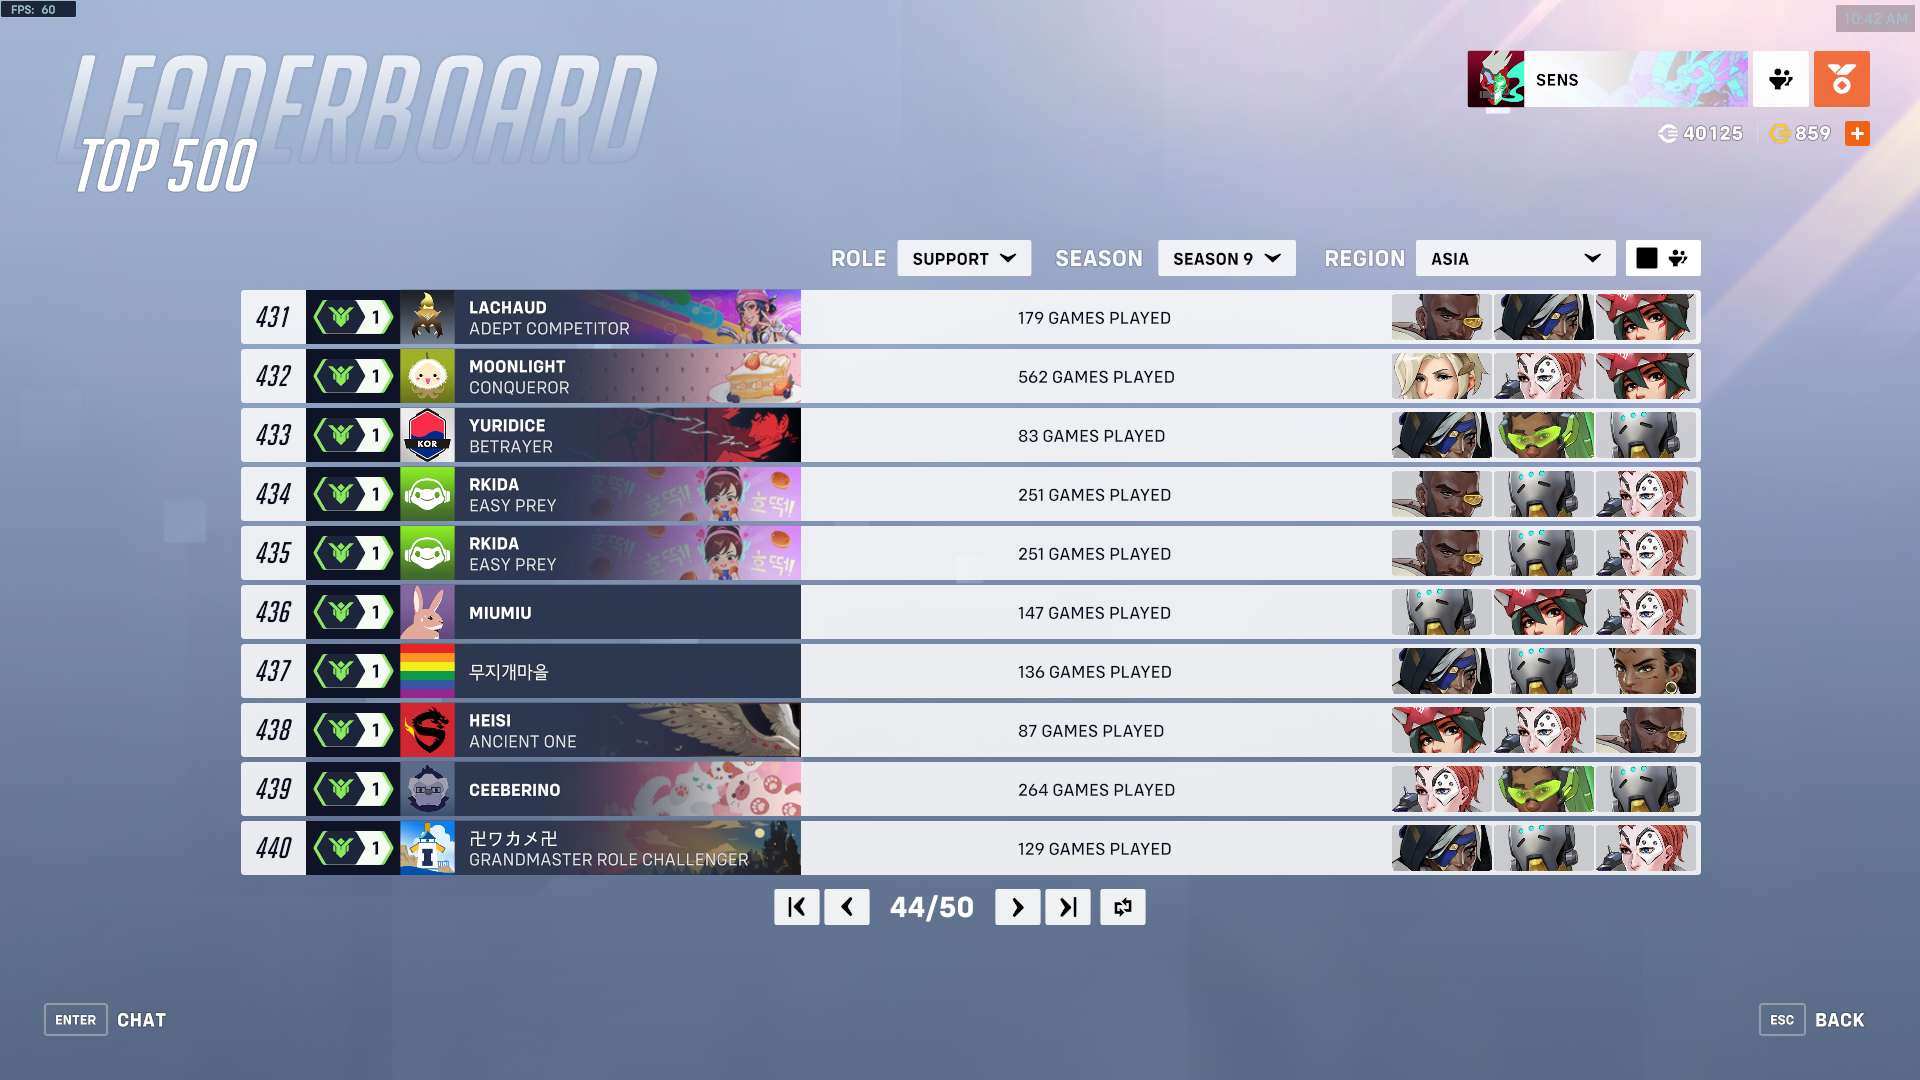 FPS: 60
10:42 AM
LEADERBOARD
TOP 500
SENS
40125
859
ROLE SUPPORT SEASON SEASON 9 REGION ASIA
431 1 LACHAUD
ADEPT COMPETITOR
179 GAMES PLAYED
432 1 MOONLIGHT
CONQUEROR
562 GAMES PLAYED
433 1 KOR YURIDICE
BETRAYER
83 GAMES PLAYED
434 1 RKIDA
EASY PREY
호떡!
251 GAMES PLAYED
435 1 RKIDA
EASY PREY
호떡!
251 GAMES PLAYED
436 1 MIUMIU
147 GAMES PLAYED
437 1 무지개마을
136 GAMES PLAYED
438 1 HEISI
ANCIENT ONE
87 GAMES PLAYED
439 1 CEEBERINO
264 GAMES PLAYED
440 1 卍ワカメ卍
GRANDMASTER ROLE CHALLENGER
129 GAMES PLAYED
44/50
ENTER CHAT
ESC BACK